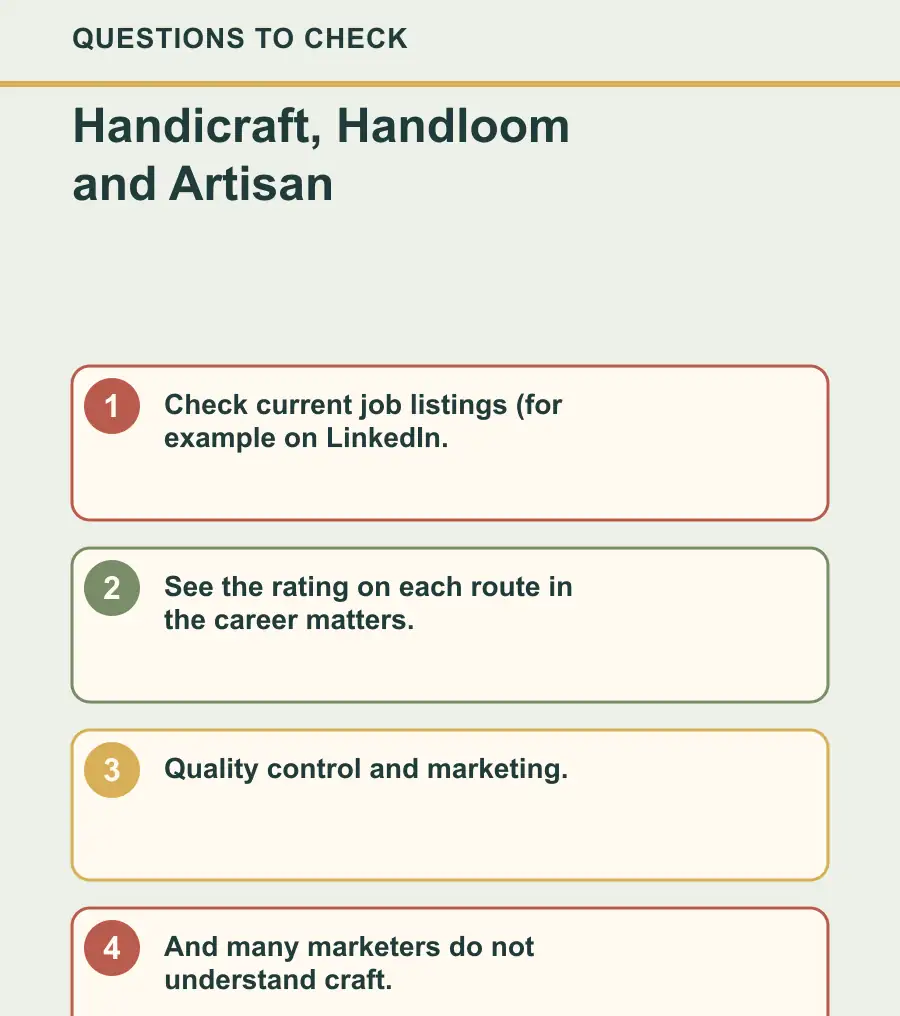 QUESTIONS TO CHECK
Handicraft, Handloom
and Artisan
1
Check current job listings (for
example on LinkedIn.
2
See the rating on each route in
the career matters.
3
Quality control and marketing.
4
And many marketers do not
understand craft.